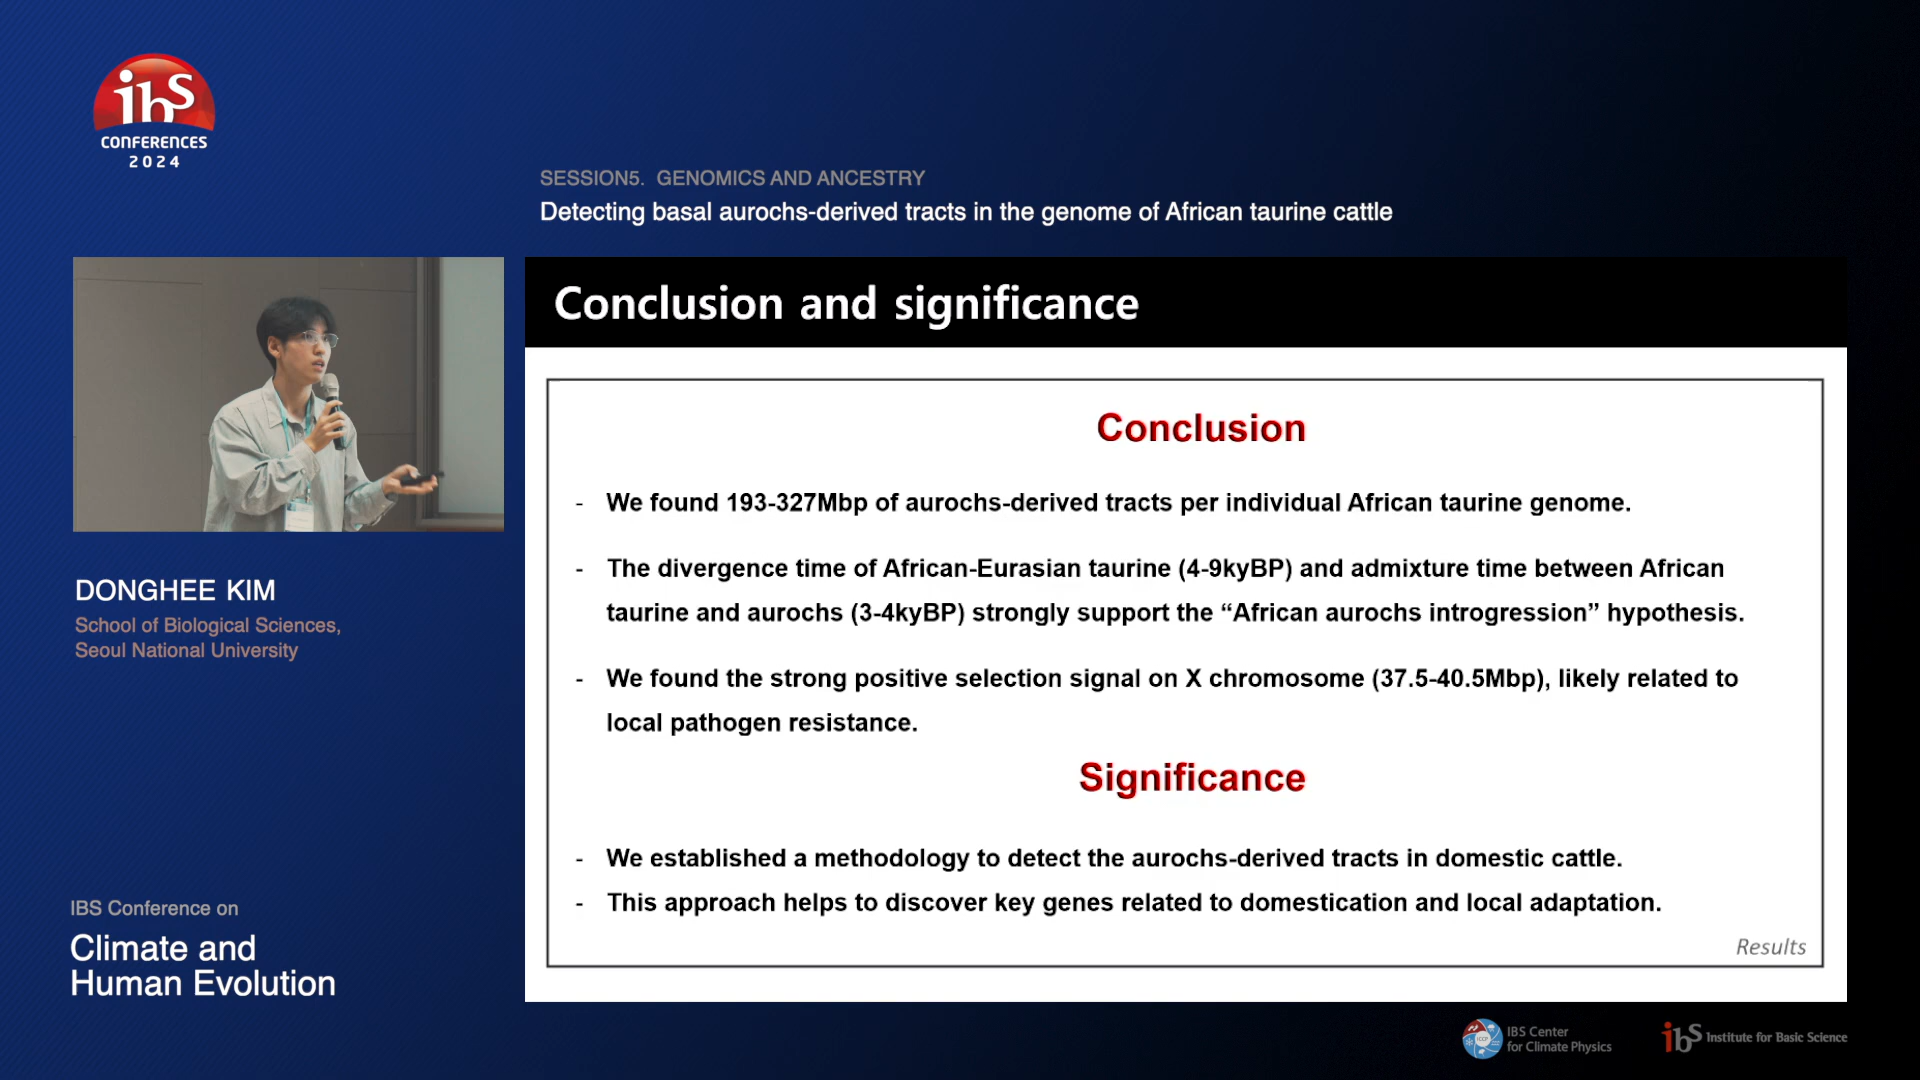 ibs
CONFERENCES
2024
SESSION5. GENOMICS AND ANCESTRY
Detecting basal aurochs-derived tracts in the genome of African taurine cattle
Conclusion and significance
Conclusion
- We found 193-327Mbp of aurochs-derived tracts per individual African taurine genome.
- The divergence time of African-Eurasian taurine (4-9kyBP) and admixture time between African
taurine and aurochs (3-4kyBP) strongly support the “African aurochs introgression” hypothesis.
- We found the strong positive selection signal on X chromosome (37.5-40.5Mbp), likely related to
local pathogen resistance.
Significance
- We established a methodology to detect the aurochs-derived tracts in domestic cattle.
- This approach helps to discover key genes related to domestication and local adaptation.
Results
DONGHEE KIM
School of Biological Sciences,
Seoul National University
IBS Conference on
Climate and
Human Evolution
ICCP
IBS Center
for Climate Physics
ibs Institute for Basic Science